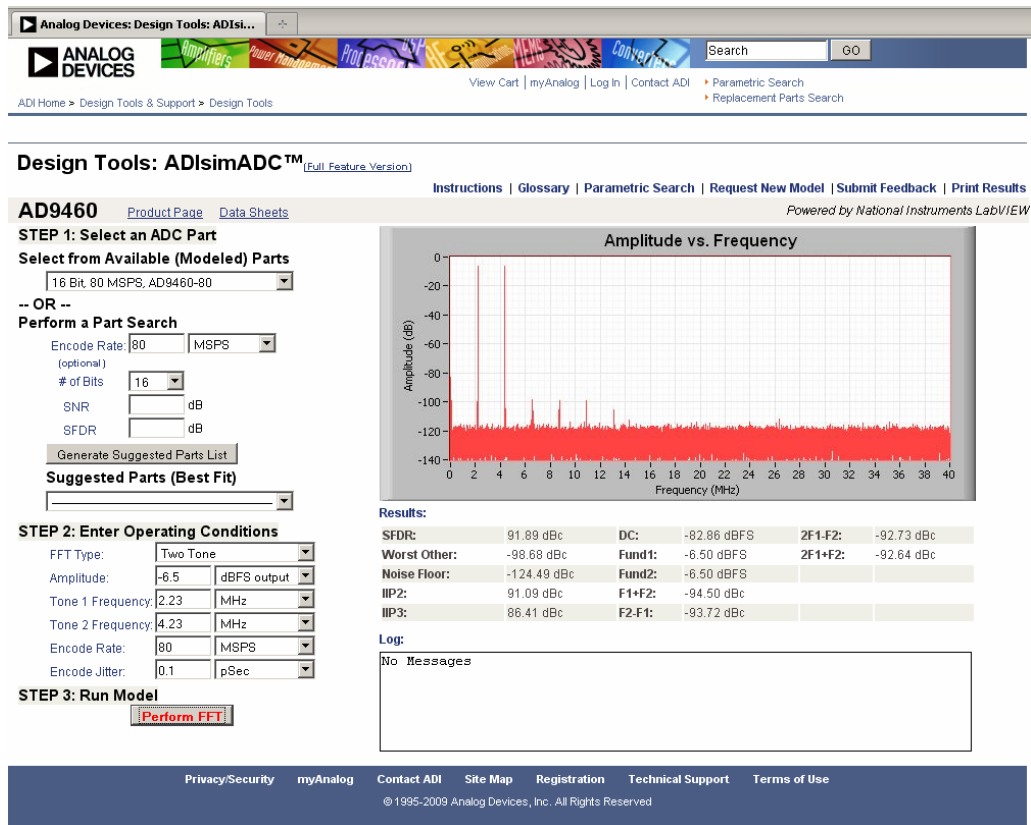 Analog Devices: Design Tools: ADIsi...
ANALOG DEVICES
Amplifiers Power Management Processors DSP RF MEMS Converters
Search GO
View Cart | myAnalog | Log In | Contact ADI
Parametric Search
Replacement Parts Search
ADI Home > Design Tools & Support > Design Tools
Design Tools: ADIsimADC™ (Full Feature Version)
Instructions | Glossary | Parametric Search | Request New Model | Submit Feedback | Print Results
AD9460 Product Page Data Sheets
Powered by National Instruments LabVIEW
STEP 1: Select an ADC Part
Select from Available (Modeled) Parts
16 Bit, 80 MSPS, AD9460-80
-- OR --
Perform a Part Search
Encode Rate: 80 MSPS
(optional)
# of Bits 16
SNR dB
SFDR dB
Generate Suggested Parts List
Suggested Parts (Best Fit)
STEP 2: Enter Operating Conditions
FFT Type: Two Tone
Amplitude: -6.5 dBFS output
Tone 1 Frequency: 2.23 MHz
Tone 2 Frequency: 4.23 MHz
Encode Rate: 80 MSPS
Encode Jitter: 0.1 pSec
STEP 3: Run Model
Perform FFT
Amplitude vs. Frequency
Amplitude (dB)
0
-20
-40
-60
-80
-100
-120
-140
0 2 4 6 8 10 12 14 16 18 20 22 24 26 28 30 32 34 36 38 40
Frequency (MHz)
Results:
SFDR: 91.89 dBc DC: -82.86 dBFS 2F1-F2: -92.73 dBc
Worst Other: -98.68 dBc Fund1: -6.50 dBFS 2F1+F2: -92.64 dBc
Noise Floor: -124.49 dBc Fund2: -6.50 dBFS
IIP2: 91.09 dBc F1+F2: -94.50 dBc
IIP3: 86.41 dBc F2-F1: -93.72 dBc
Log:
No Messages
Privacy/Security myAnalog Contact ADI Site Map Registration Technical Support Terms of Use
© 1995-2009 Analog Devices, Inc. All Rights Reserved